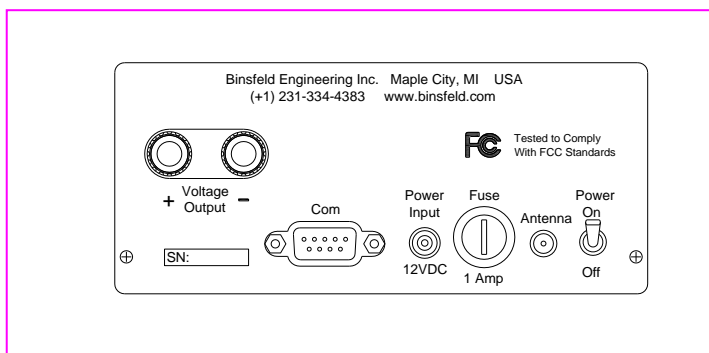 Binsfeld Engineering Inc. Maple City, MI USA
(+1) 231-334-4383 www.binsfeld.com
FC
Tested to Comply
With FCC Standards
+ Voltage –
Output
Com
Power
Input
12VDC
Fuse
1 Amp
Antenna
Power
On
Off
SN: